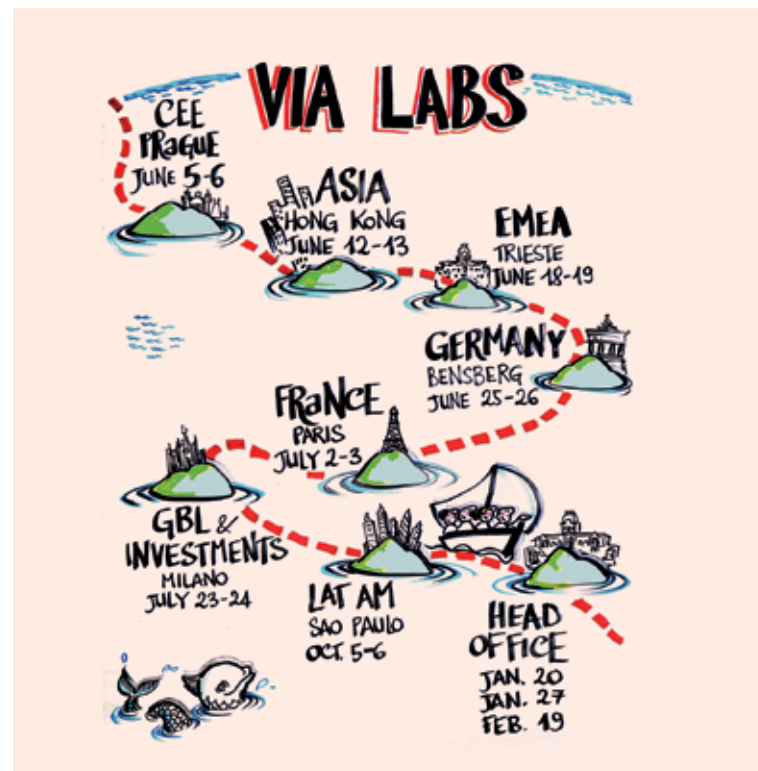 VIA LABS
CEE
PRaGUE
JUNE 5-6
ASIA
HONG KONG
JUNE 12-13
EMEA
TRIESTE
JUNE 18-19
GERMANY
BENSBERG
JUNE 25-26
FRaNCE
PARIS
JULY 2-3
GBL &
INVESTMENTS
MILANO
JULY 23-24
LAT AM
SAO PAULO
OCT. 5-6
HEAD
OFFICE
JAN. 20
JAN. 27
FEB. 19